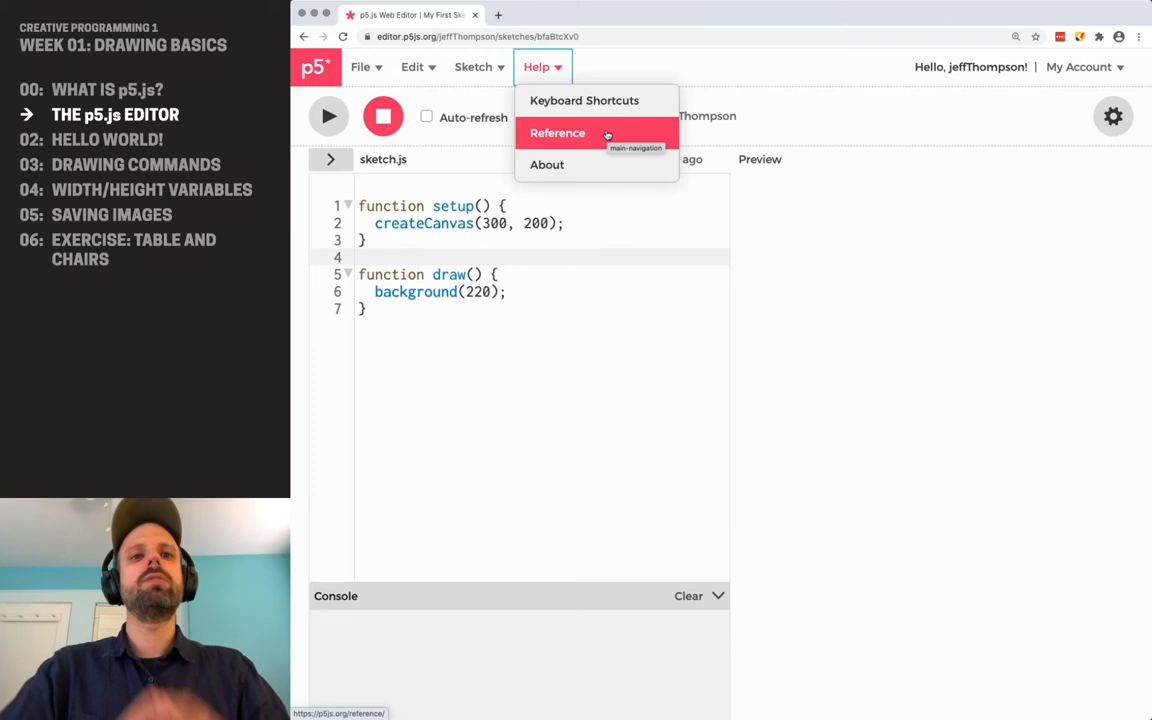 CREATIVE PROGRAMMING 1
WEEK 01: DRAWING BASICS
00: WHAT IS p5.js?
→ THE p5.js EDITOR
02: HELLO WORLD!
03: DRAWING COMMANDS
04: WIDTH/HEIGHT VARIABLES
05: SAVING IMAGES
06: EXERCISE: TABLE AND
CHAIRS
p5.js Web Editor | My First Ske
editor.p5js.org/jeffThompson/sketches/bfaBtcXv0
p5* File Edit Sketch Help Hello, jeffThompson! My Account
Keyboard Shortcuts
Auto-refresh Thompson
Reference
main-navigation
About
sketch.js ago Preview
1 function setup() {
2 createCanvas(300, 200);
3 }
4
5 function draw() {
6 background(220);
7 }
Console Clear
https://p5js.org/reference/